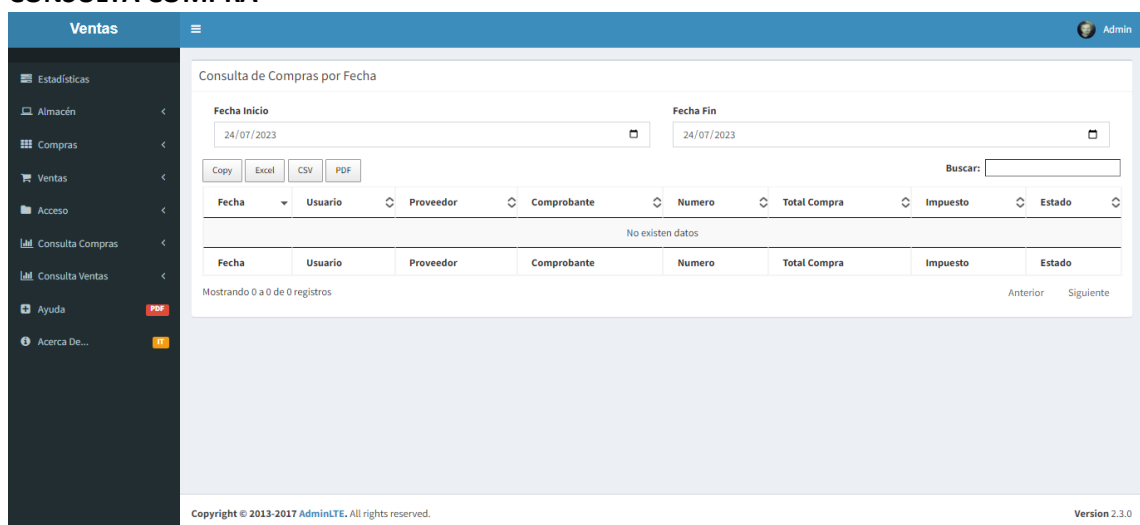 CONSULTA COMPRA
Ventas
Admin
Estadísticas
Almacén
Compras
Ventas
Acceso
Consulta Compras
Consulta Ventas
Ayuda PDF
Acerca De... IT
Consulta de Compras por Fecha
Fecha Inicio Fecha Fin
24/07/2023 24/07/2023
Copy Excel CSV PDF Buscar:
Fecha Usuario Proveedor Comprobante Numero Total Compra Impuesto Estado
No existen datos
Fecha Usuario Proveedor Comprobante Numero Total Compra Impuesto Estado
Mostrando 0 a 0 de 0 registros Anterior Siguiente
Copyright © 2013-2017 AdminLTE. All rights reserved. Version 2.3.0